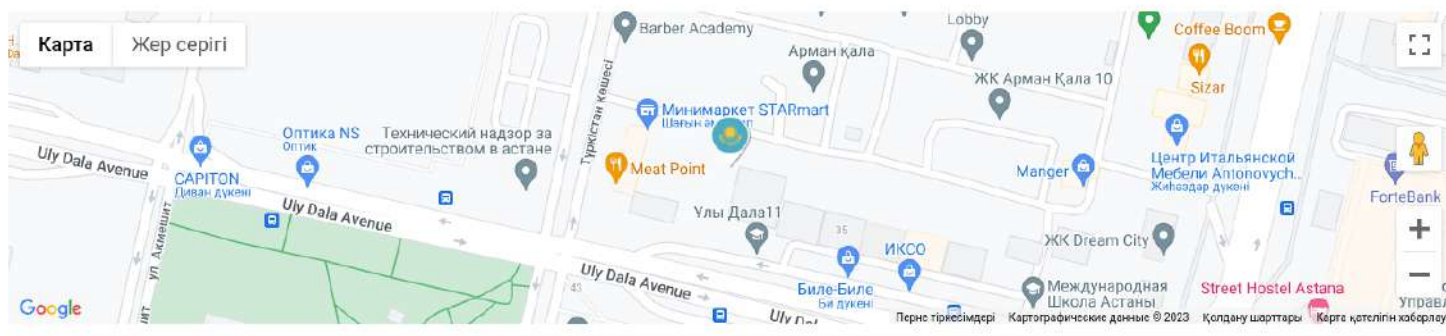 Карта
Жер серігі
Barber Academy
Lobby
Coffee Boom
Арман қала
ЖК Арман Қала 10
Sizar
Түркістан көшесі
Минимаркет STARmart
Оптика NS
Оптик
Технический надзор за
строительством в астане
Uly Dala Avenue
CAPITON
Диван дүкені
Meat Point
Manger
Центр Итальянской
Мебели Antonovych..
Жиһаздар дүкені
ForteBank
ул. Акмешит
Uly Dala Avenue
Ұлы Дала11
35
ИКСО
ЖК Dream City
Uly Dala Avenue
43
Биле-Биле
Би дүкені
Международная
Школа Астаны
Street Hostel Astana
Google
Перне тіркесімдері
Картографические данные © 2023
Қолдану шарттары
Карта қателігін хабарлау